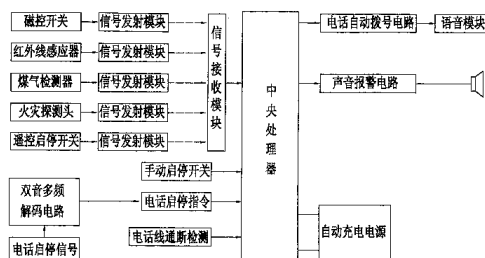 磁控开关
信号发射模块
红外线感应器
信号发射模块
煤气检测器
信号发射模块
火灾探测头
信号发射模块
遥控启停开关
信号发射模块
信号接收模块
手动启停开关
双音多频
解码电路
电话启停指令
电话启停信号
电话线通断检测
中央处理器
电话自动拨号电路
语音模块
声音报警电路
自动充电电源